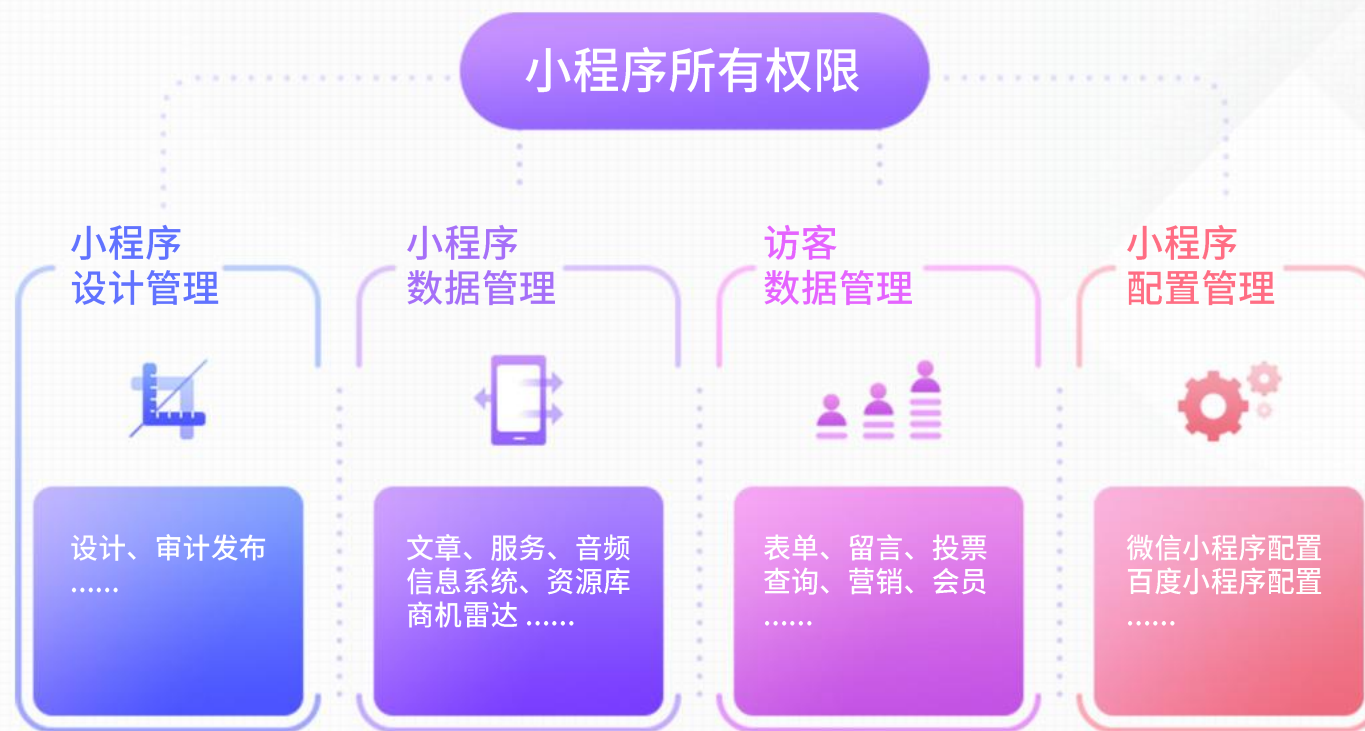 小程序所有权限
小程序
设计管理
小程序
数据管理
访客
数据管理
小程序
配置管理
设计、审计发布
......
文章、服务、音频
信息系统、资源库
商机雷达 ......
表单、留言、投票
查询、营销、会员
......
微信小程序配置
百度小程序配置
......